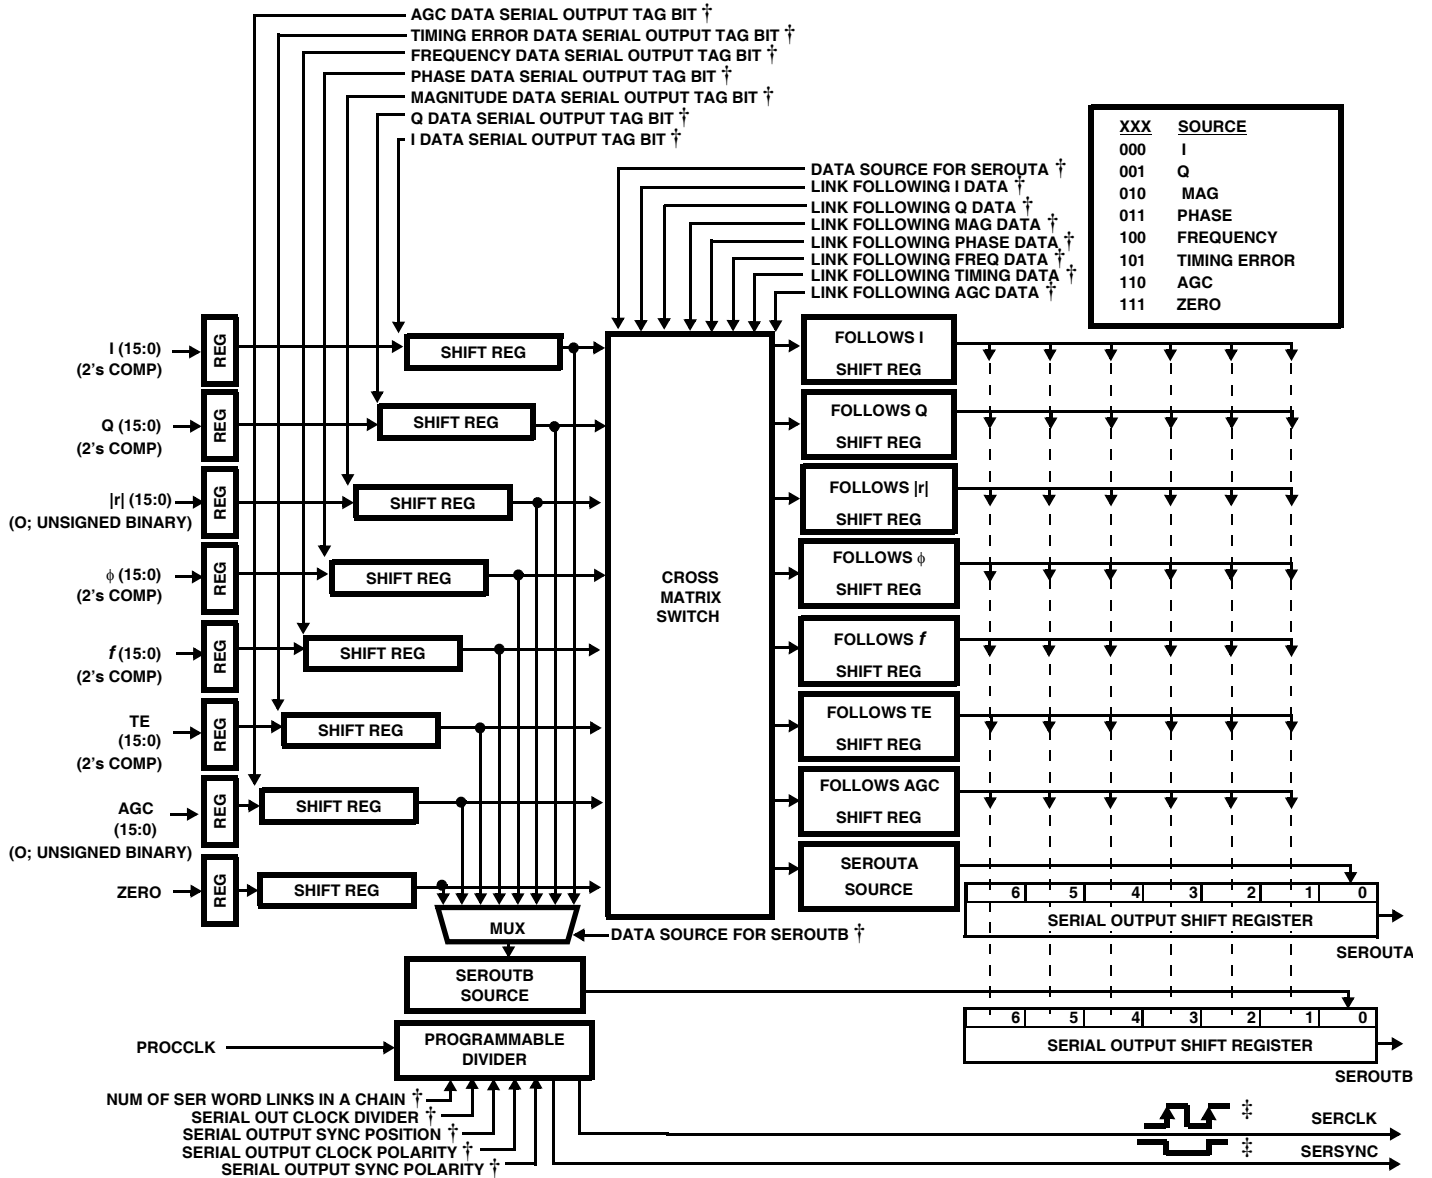 AGC DATA SERIAL OUTPUT TAG BIT †
TIMING ERROR DATA SERIAL OUTPUT TAG BIT †
FREQUENCY DATA SERIAL OUTPUT TAG BIT †
PHASE DATA SERIAL OUTPUT TAG BIT †
MAGNITUDE DATA SERIAL OUTPUT TAG BIT †
Q DATA SERIAL OUTPUT TAG BIT †
I DATA SERIAL OUTPUT TAG BIT †
DATA SOURCE FOR SEROUTA †
LINK FOLLOWING I DATA †
LINK FOLLOWING Q DATA †
LINK FOLLOWING MAG DATA †
LINK FOLLOWING PHASE DATA †
LINK FOLLOWING FREQ DATA †
LINK FOLLOWING TIMING DATA †
LINK FOLLOWING AGC DATA †
XXX SOURCE
000 I
001 Q
010 MAG
011 PHASE
100 FREQUENCY
101 TIMING ERROR
110 AGC
111 ZERO
I (15:0)
(2's COMP)
REG
SHIFT REG
FOLLOWS I
SHIFT REG
Q (15:0)
(2's COMP)
REG
SHIFT REG
FOLLOWS Q
SHIFT REG
|r| (15:0)
(O; UNSIGNED BINARY)
REG
SHIFT REG
FOLLOWS |r|
SHIFT REG
ϕ (15:0)
(2's COMP)
REG
SHIFT REG
CROSS
MATRIX
SWITCH
FOLLOWS ϕ
SHIFT REG
f (15:0)
(2's COMP)
REG
SHIFT REG
FOLLOWS f
SHIFT REG
TE
(15:0)
(2's COMP)
REG
SHIFT REG
FOLLOWS TE
SHIFT REG
AGC
(15:0)
(O; UNSIGNED BINARY)
REG
SHIFT REG
FOLLOWS AGC
SHIFT REG
ZERO
REG
SHIFT REG
SEROUTA
SOURCE
6 5 4 3 2 1 0
SERIAL OUTPUT SHIFT REGISTER
SEROUTA
MUX
DATA SOURCE FOR SEROUTB †
SEROUTB
SOURCE
6 5 4 3 2 1 0
SERIAL OUTPUT SHIFT REGISTER
SEROUTB
PROCCLK
PROGRAMMABLE
DIVIDER
NUM OF SER WORD LINKS IN A CHAIN †
SERIAL OUT CLOCK DIVIDER †
SERIAL OUTPUT SYNC POSITION †
SERIAL OUTPUT CLOCK POLARITY †
SERIAL OUTPUT SYNC POLARITY †
‡ SERCLK
‡ SERSYNC